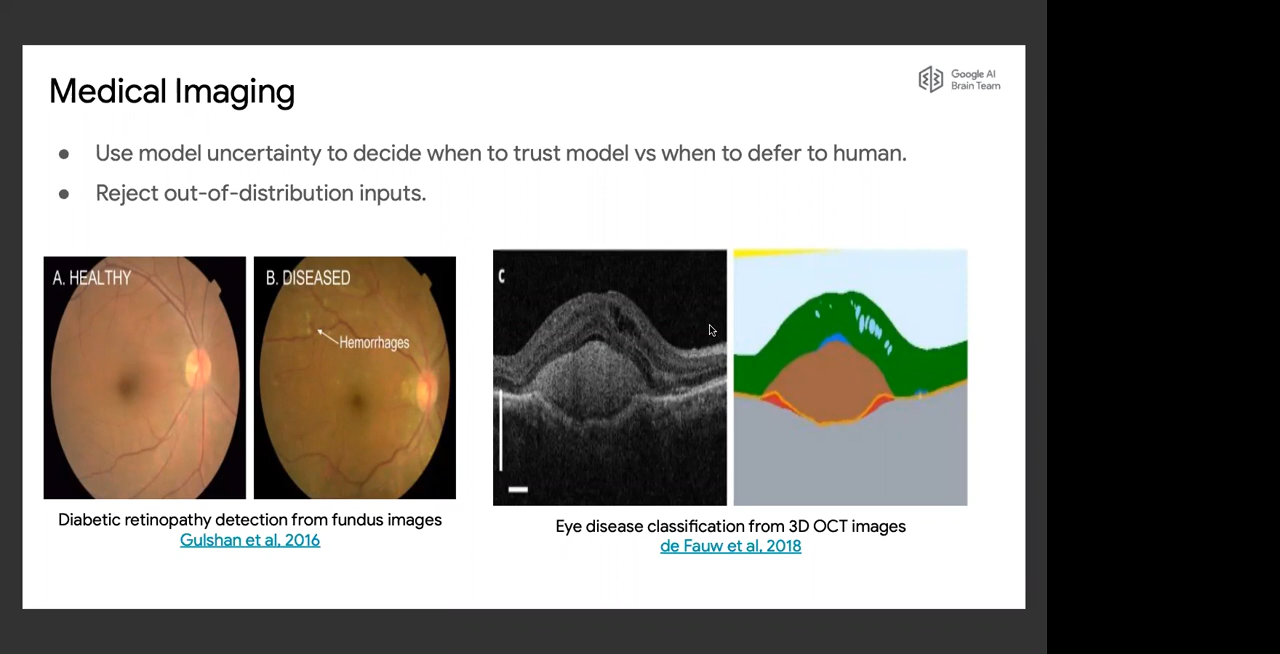 Medical Imaging
Google AI
Brain Team
● Use model uncertainty to decide when to trust model vs when to defer to human.
● Reject out-of-distribution inputs.
A. HEALTHY
B. DISEASED
Hemorrhages
C
Diabetic retinopathy detection from fundus images
Gulshan et al, 2016
Eye disease classification from 3D OCT images
de Fauw et al, 2018